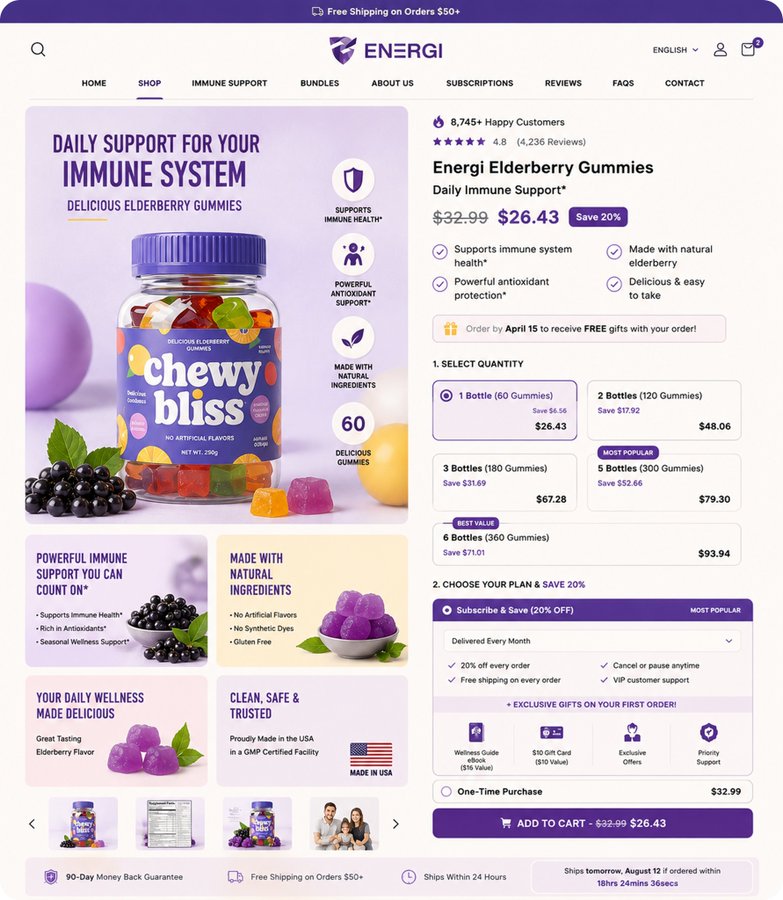 Free Shipping on Orders $50+
ENERGI
ENGLISH
2
HOME
SHOP
IMMUNE SUPPORT
BUNDLES
ABOUT US
SUBSCRIPTIONS
REVIEWS
FAQS
CONTACT
DAILY SUPPORT FOR YOUR
IMMUNE SYSTEM
DELICIOUS ELDERBERRY GUMMIES
SUPPORTS
IMMUNE HEALTH*
POWERFUL
ANTIOXIDANT
SUPPORT*
MADE WITH
NATURAL
INGREDIENTS
60
DELICIOUS
GUMMIES
DELICIOUS ELDERBERRY
GUMMIES
chewy
bliss
NO ARTIFICIAL FLAVORS
NET WT. 290g
POWERFUL IMMUNE
SUPPORT YOU CAN
COUNT ON*
• Supports Immune Health*
• Rich in Antioxidants*
• Seasonal Wellness Support*
MADE WITH
NATURAL
INGREDIENTS
• No Artificial Flavors
• No Synthetic Dyes
• Gluten Free
YOUR DAILY WELLNESS
MADE DELICIOUS
Great Tasting
Elderberry Flavor
CLEAN, SAFE &
TRUSTED
Proudly Made in the USA
in a GMP Certified Facility
MADE IN USA
chewy
bliss
Supplement Facts
chewy
bliss
8,745+ Happy Customers
4.8 (4,236 Reviews)
Energi Elderberry Gummies
Daily Immune Support*
$32.99 $26.43 Save 20%
Supports immune system
health*
Made with natural
elderberry
Powerful antioxidant
protection*
Delicious & easy
to take
Order by April 15 to receive FREE gifts with your order!
1. SELECT QUANTITY
1 Bottle (60 Gummies)
Save $6.56
$26.43
2 Bottles (120 Gummies)
Save $17.92
$48.06
3 Bottles (180 Gummies)
Save $31.69
$67.28
MOST POPULAR
5 Bottles (300 Gummies)
Save $52.66
$79.30
BEST VALUE
6 Bottles (360 Gummies)
Save $71.01
$93.94
2. CHOOSE YOUR PLAN & SAVE 20%
Subscribe & Save (20% OFF)
MOST POPULAR
Delivered Every Month
20% off every order
Cancel or pause anytime
Free shipping on every order
VIP customer support
+ EXCLUSIVE GIFTS ON YOUR FIRST ORDER!
Wellness Guide
eBook
($16 Value)
$10 Gift Card
($10 Value)
Exclusive
Offers
Priority
Support
One-Time Purchase
$32.99
ADD TO CART - $32.99 $26.43
90-Day Money Back Guarantee
Free Shipping on Orders $50+
Ships Within 24 Hours
Ships tomorrow, August 12 if ordered within
18hrs 24mins 36secs